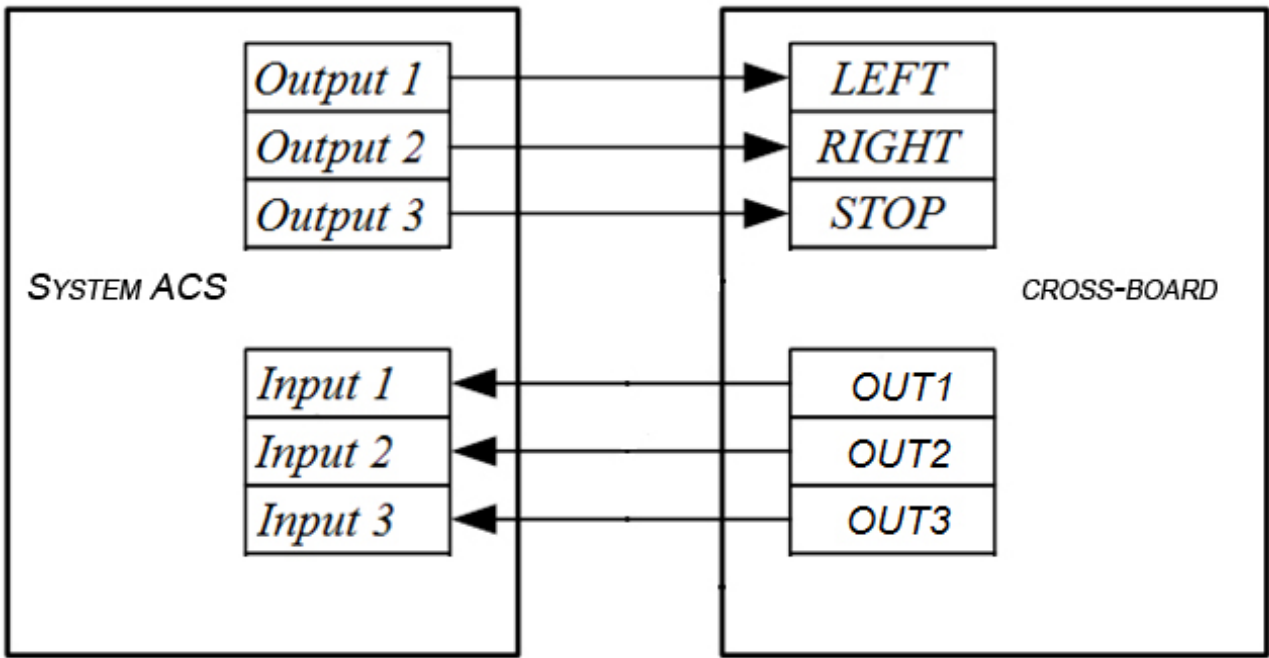 Output 1
LEFT
Output 2
RIGHT
Output 3
STOP
SYSTEM ACS
CROSS-BOARD
Input 1
OUT1
Input 2
OUT2
Input 3
OUT3